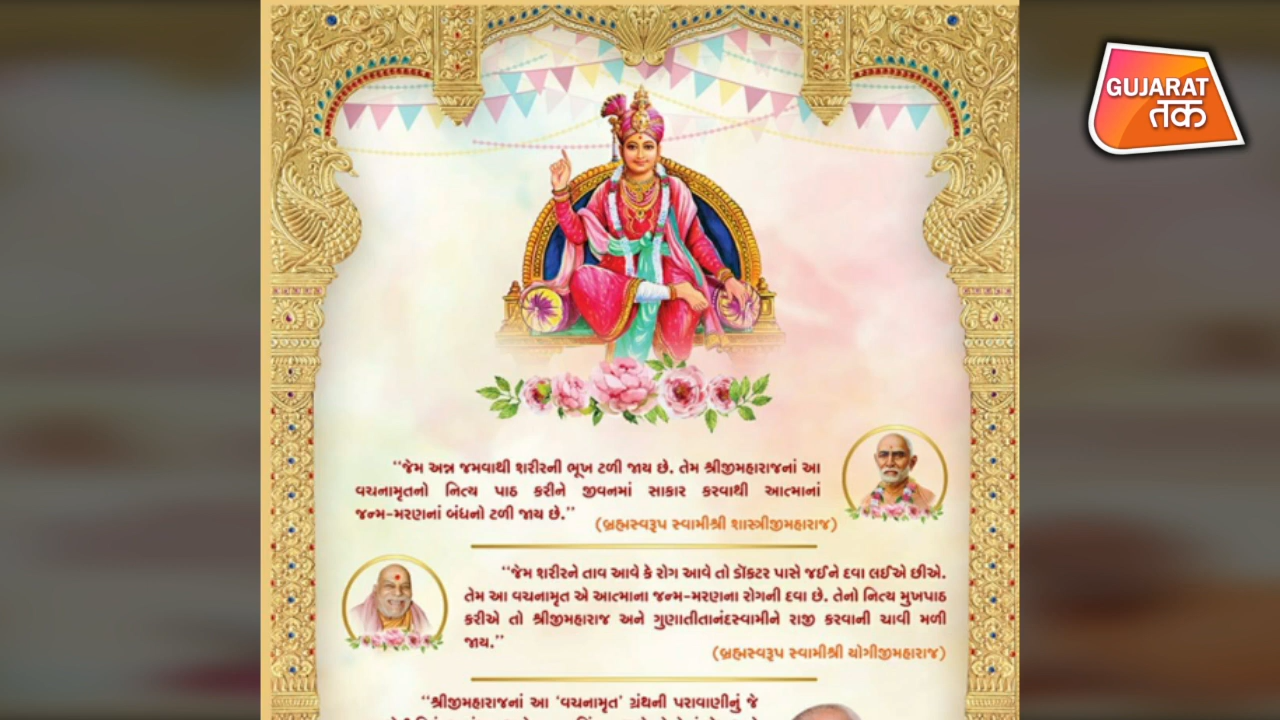 GUJARAT
तक
“જેમ અન્ન જમવાથી શરીરની ભૂખ ટળી જાય છે. તેમ શ્રીજીમહારાજનાં આ
વચનામૃતનો નિત્ય પાઠ કરીને જીવનમાં સાકાર કરવાથી આત્માનાં
જન્મ-મરણનાં બંધનો ટળી જાય છે.”
(બ્રહ્મસ્વરૂપ સ્વામીશ્રી શાસ્ત્રીજીમહારાજ)
“જેમ શરીરને તાવ આવે કે રોગ આવે તો ડૉકટર પાસે જઈને દવા લઈએ છીએ.
તેમ આ વચનામૃત એ આત્માના જન્મ-મરણના રોગની દવા છે. તેનો નિત્ય મુખપાઠ
કરીએ તો શ્રીજીમહારાજ અને ગુણાતીતાનંદસ્વામીને રાજી કરવાની ચાવી મળી
જાય.”
(બ્રહ્મસ્વરૂપ સ્વામીશ્રી યોગીજીમહારાજ)
“શ્રીજીમહારાજનાં આ ‘વચનામૃત’ ગ્રંથની પરાવાણીનું જે